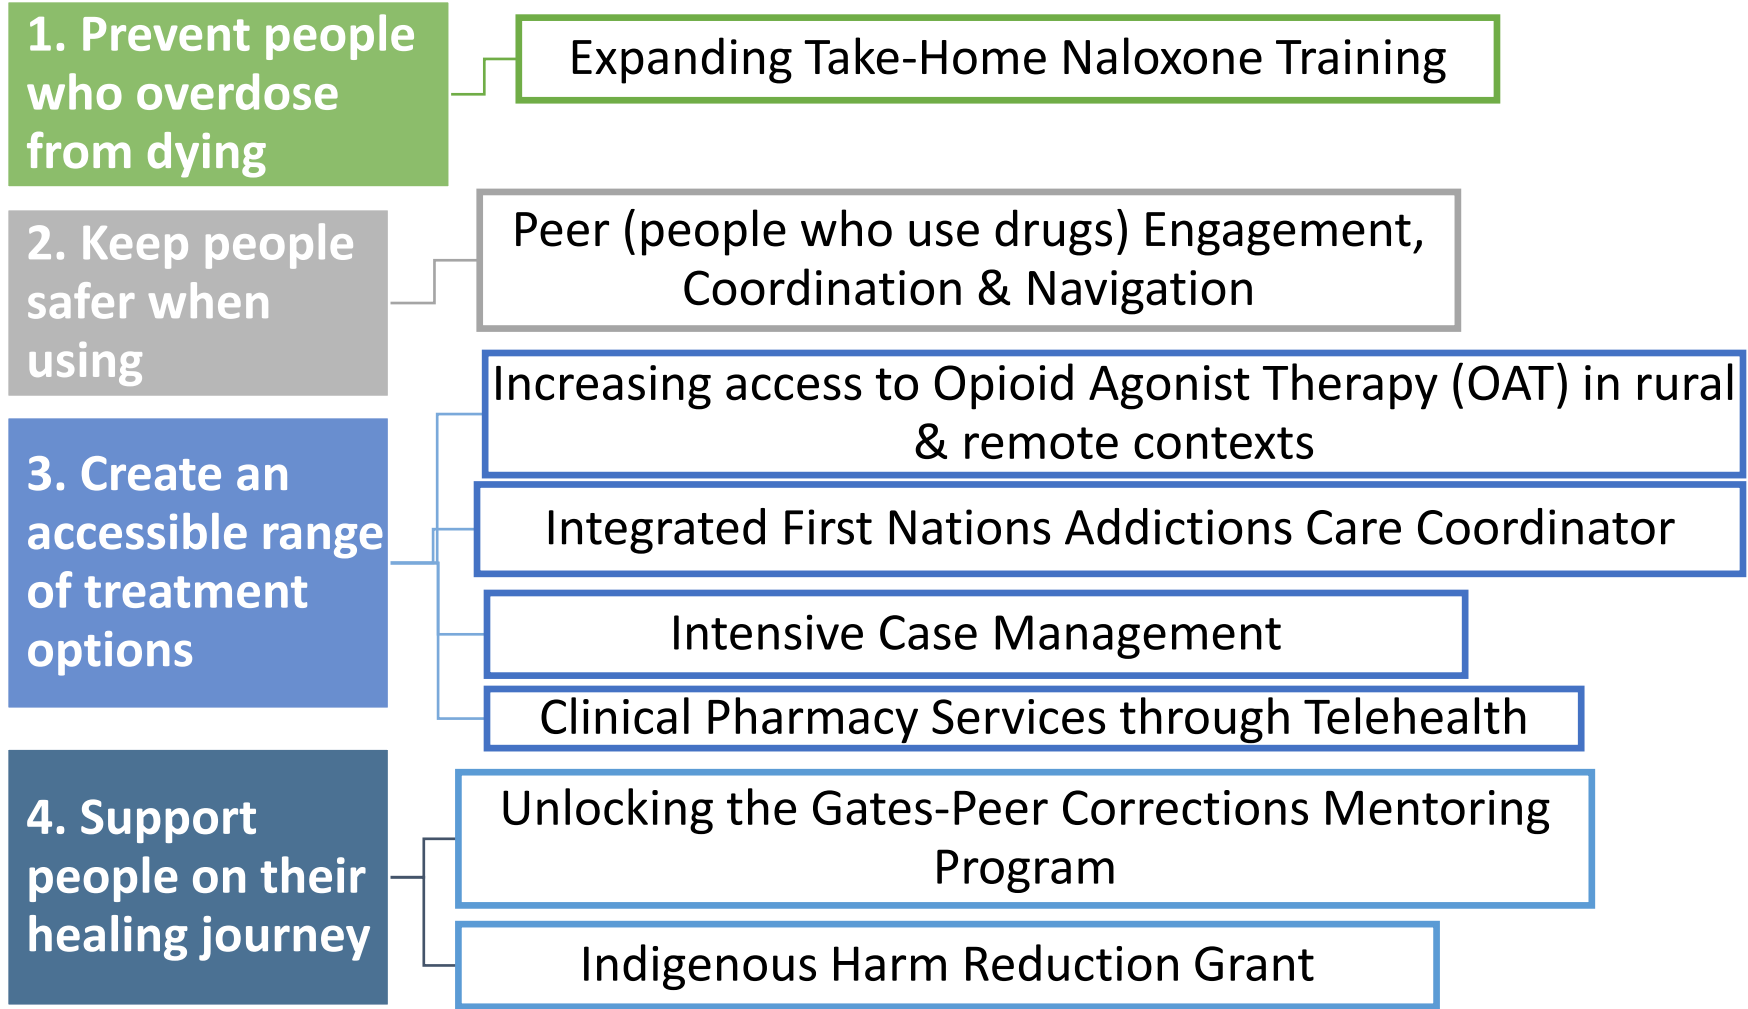 1. Prevent people
who overdose
from dying
Expanding Take-Home Naloxone Training
2. Keep people
safer when
using
Peer (people who use drugs) Engagement,
Coordination & Navigation
3. Create an
accessible range
of treatment
options
Increasing access to Opioid Agonist Therapy (OAT) in rural
& remote contexts
Integrated First Nations Addictions Care Coordinator
Intensive Case Management
Clinical Pharmacy Services through Telehealth
4. Support
people on their
healing journey
Unlocking the Gates-Peer Corrections Mentoring
Program
Indigenous Harm Reduction Grant